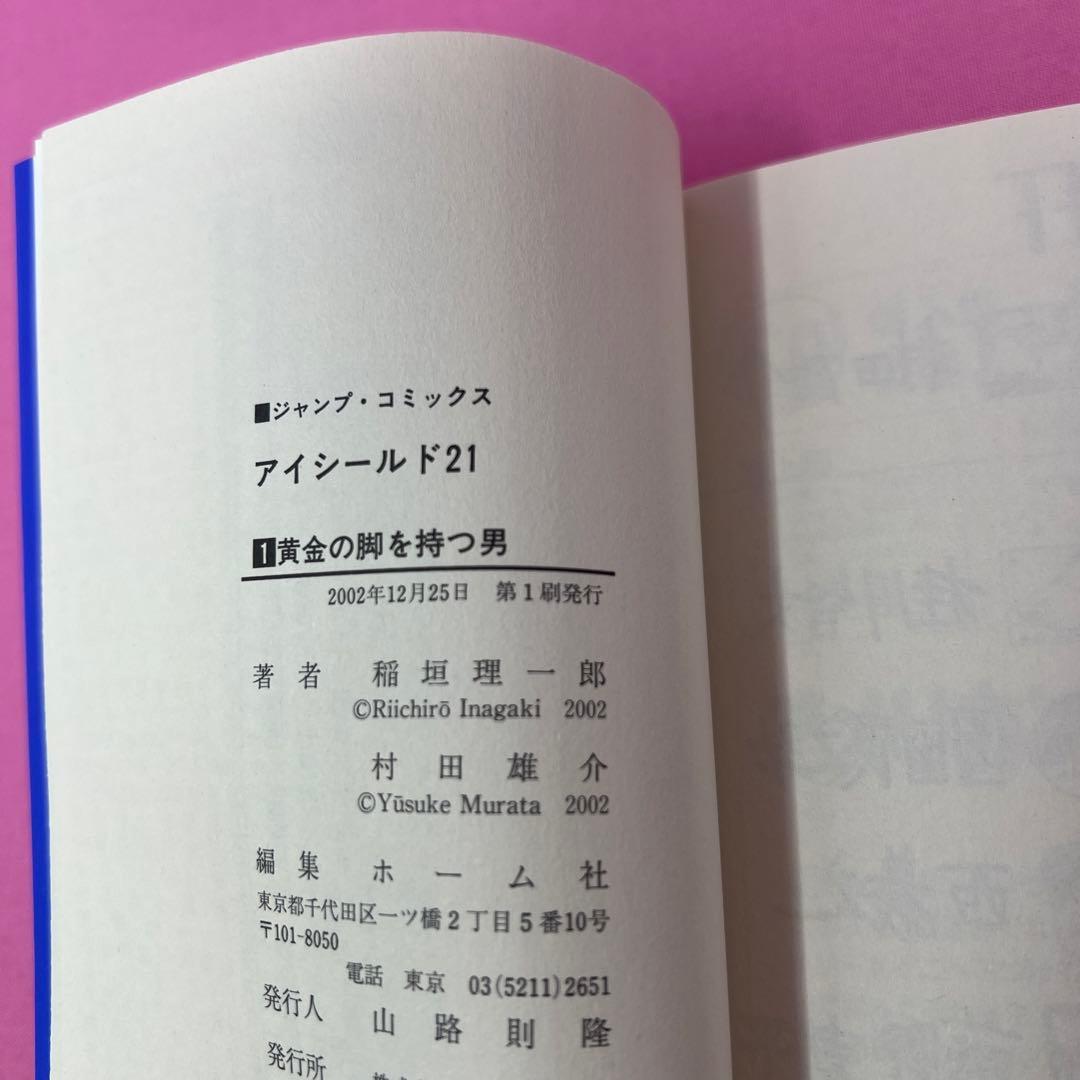 ■ジャンプ・コミックス
アイシールド21
1黄金の脚を持つ男
2002年12月25日　第1刷発行
著者　稲垣理一郎
©Riichirō Inagaki 2002
村田雄介
©Yūsuke Murata 2002
編集　ホーム社
東京都千代田区一ツ橋2丁目5番10号
〒101-8050
電話　東京　03(5211)2651
発行人　山路則隆
発行所